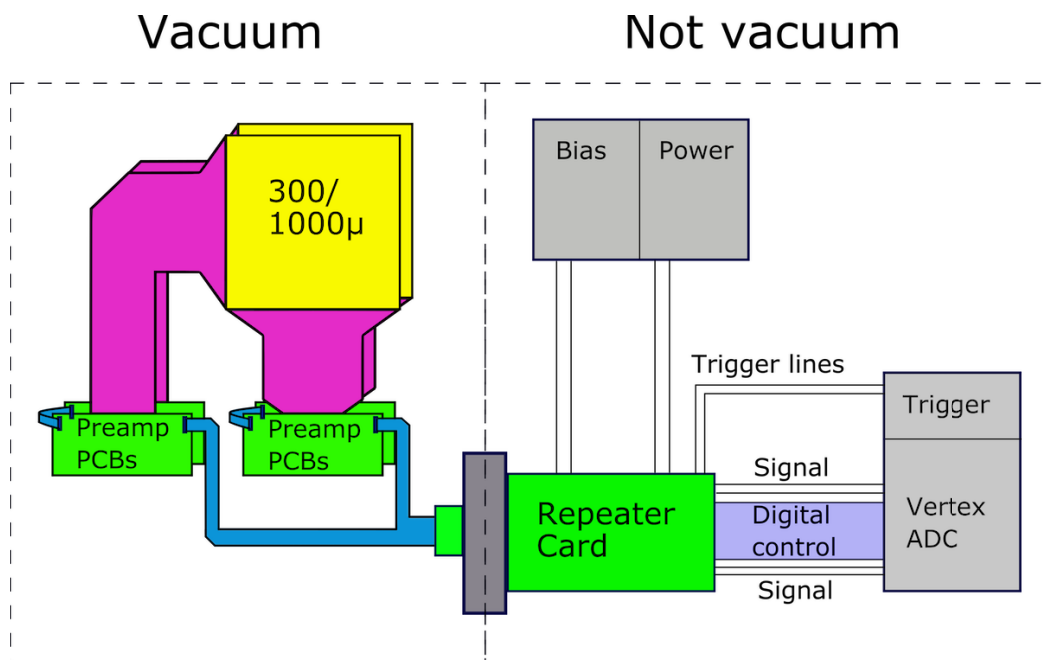 Vacuum
Not vacuum
300/
1000µ
Bias
Power
Trigger lines
Trigger
Preamp
PCBs
Preamp
PCBs
Signal
Repeater
Card
Digital
control
Vertex
ADC
Signal